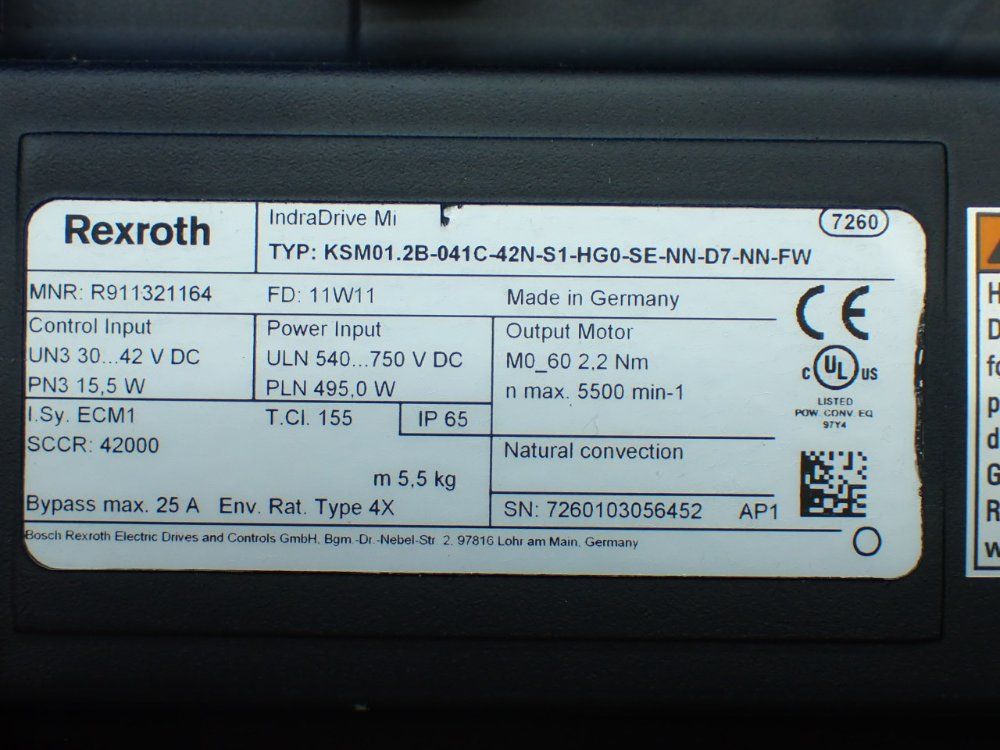 Rexroth
IndraDrive Mi
7260
TYP: KSM01.2B-041C-42N-S1-HG0-SE-NN-D7-NN-FW
MNR: R911321164
FD: 11W11
Made in Germany
CE
Control Input
UN3 30...42 V DC
PN3 15,5 W
Power Input
ULN 540...750 V DC
PLN 495,0 W
Output Motor
M0_60 2,2 Nm
n max. 5500 min-1
c UL US
LISTED
POW. CONV. EQ
97Y4
I.Sy. ECM1
T.Cl. 155
IP 65
SCCR: 42000
m 5,5 kg
Natural convection
Bypass max. 25 A Env. Rat. Type 4X
SN: 7260103056452 AP1
Bosch Rexroth Electric Drives and Controls GmbH, Bgm.-Dr.-Nebel-Str. 2, 97816 Lohr am Main, Germany